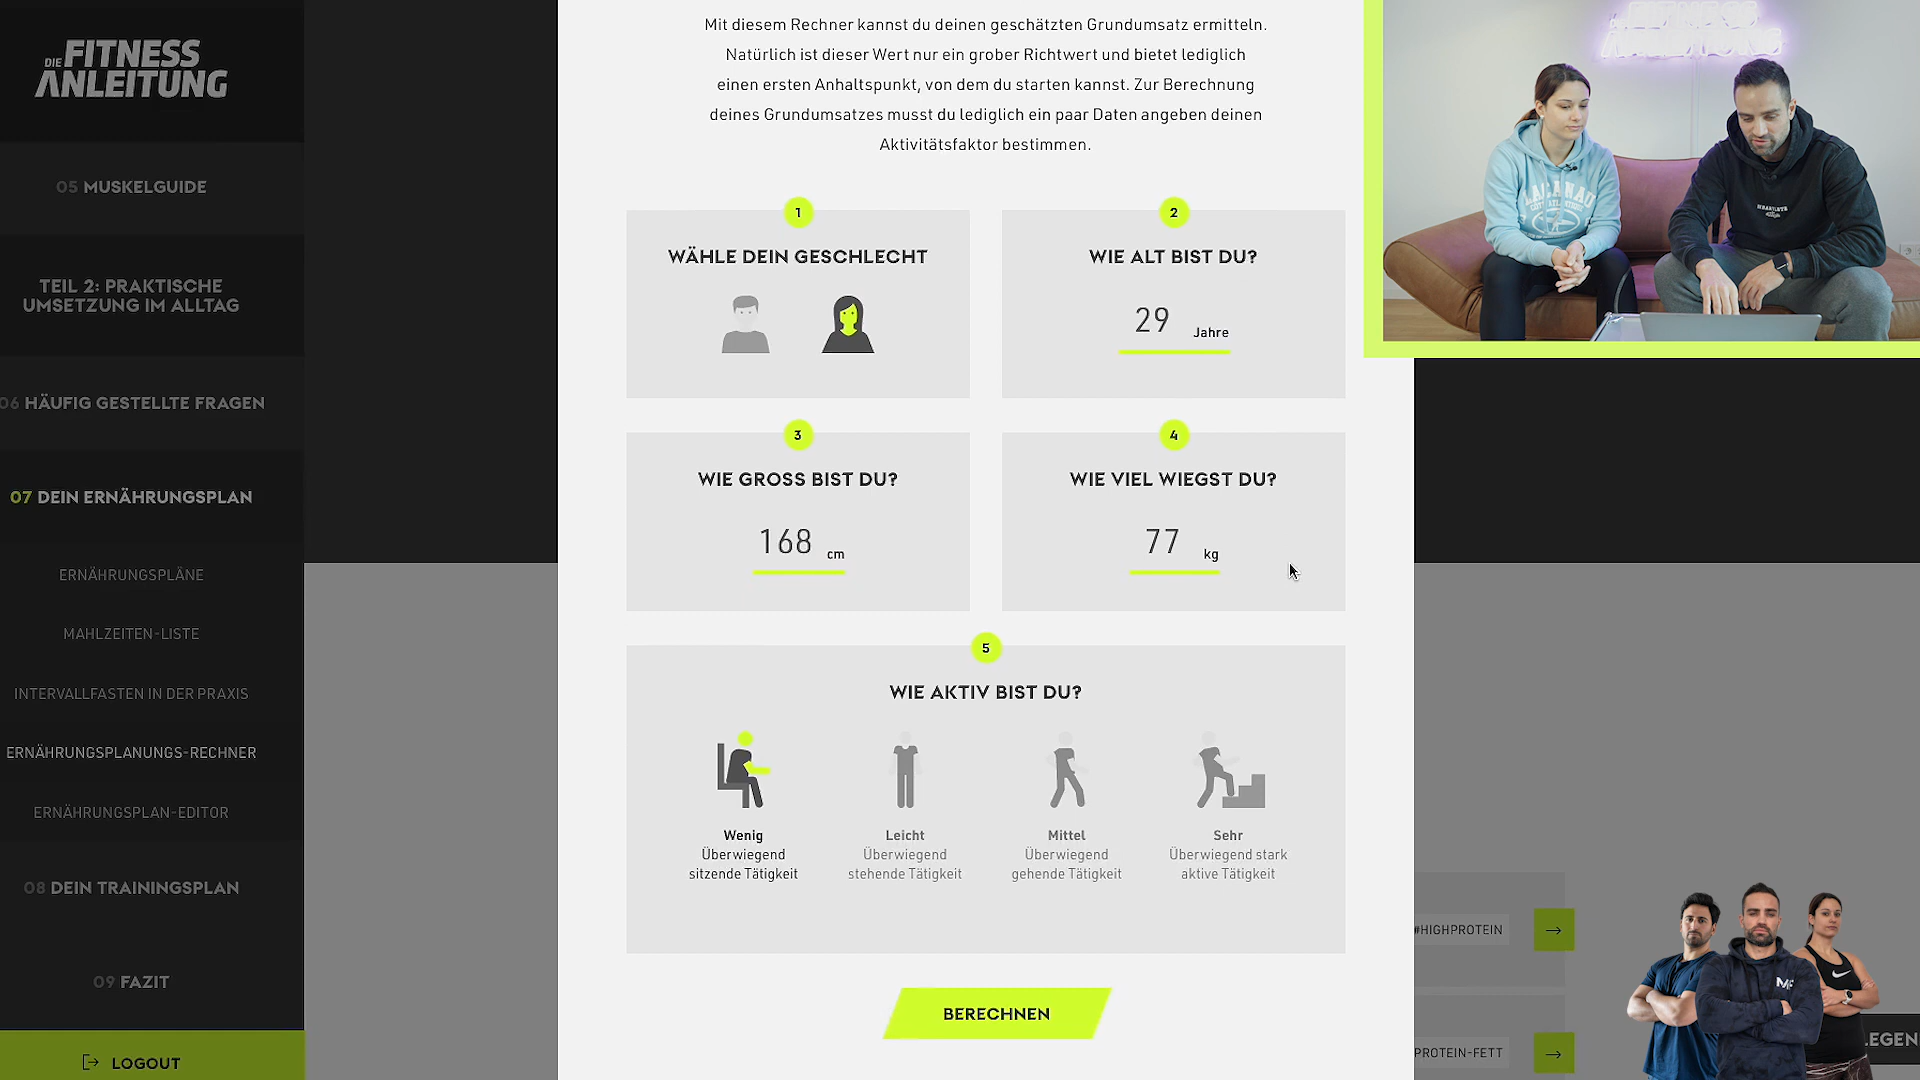 DIE FITNESS
ANLEITUNG
05 MUSKELGUIDE
TEIL 2: PRAKTISCHE
UMSETZUNG IM ALLTAG
06 HÄUFIG GESTELLTE FRAGEN
07 DEIN ERNÄHRUNGSPLAN
ERNÄHRUNGSPLÄNE
MAHLZEITEN-LISTE
INTERVALLFASTEN IN DER PRAXIS
ERNÄHRUNGSPLANUNGS-RECHNER
ERNÄHRUNGSPLAN-EDITOR
08 DEIN TRAININGSPLAN
09 FAZIT
LOGOUT
Mit diesem Rechner kannst du deinen geschätzten Grundumsatz ermitteln.
Natürlich ist dieser Wert nur ein grober Richtwert und bietet lediglich
einen ersten Anhaltspunkt, von dem du starten kannst. Zur Berechnung
deines Grundumsatzes musst du lediglich ein paar Daten angeben deinen
Aktivitätsfaktor bestimmen.
1
WÄHLE DEIN GESCHLECHT
2
WIE ALT BIST DU?
29 Jahre
3
WIE GROSS BIST DU?
168 cm
4
WIE VIEL WIEGST DU?
77 kg
5
WIE AKTIV BIST DU?
Wenig
Überwiegend
sitzende Tätigkeit
Leicht
Überwiegend
stehende Tätigkeit
Mittel
Überwiegend
gehende Tätigkeit
Sehr
Überwiegend stark
aktive Tätigkeit
BERECHNEN
#HIGHPROTEIN
PROTEIN-FETT
LEGEN